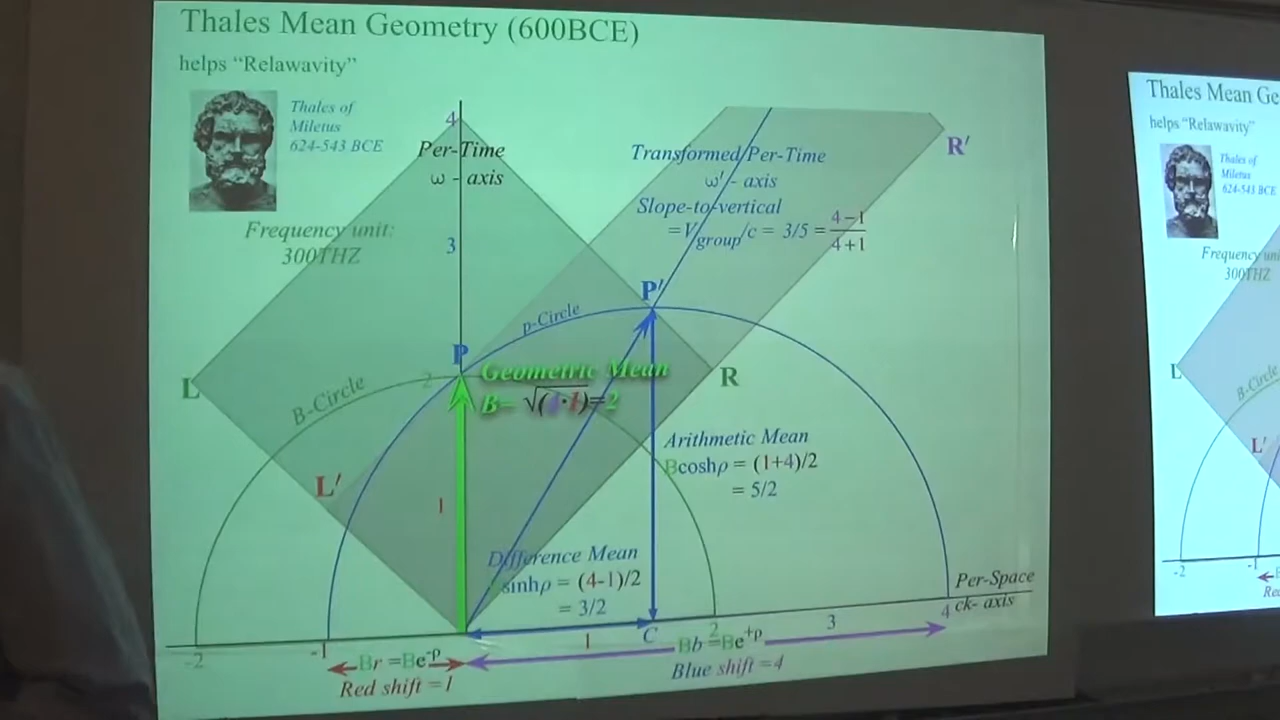 Thales Mean Geometry (600BCE)
helps “Relawavity”
Thales of
Miletus
624-543 BCE
4
Per-Time
ω - axis
Frequency unit:
300THZ
3
Transformed Per-Time
ω′ - axis
Slope-to-vertical
=Vgroup/c = 3/5 = 4−1
4+1
R′
P′
p-Circle
P
L
2
B-Circle
Geometric Mean
B= √(4·1)=2
R
L′
1
Arithmetic Mean
Bcoshρ = (1+4)/2
= 5/2
Difference Mean
sinhρ = (4-1)/2
= 3/2
Per-Space
ck- axis
-2
-1
1
C
2
3
4
Br =Be-ρ
Red shift =1
Bb =Be+ρ
Blue shift =4
Thales Mean Ge
helps “Relawavity”
Thales of
Miletus
624-543 BCE
Frequency un
300THZ
L
B-Circle
L′
-2
-1